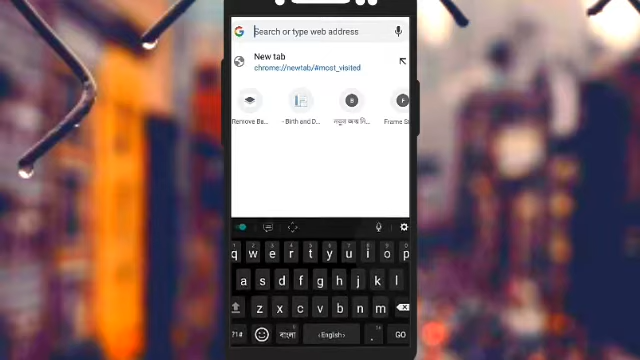 Search or type web address
New tab
chrome://newtab/#most_visited
Remove Ba...
- Birth and D...
Frame S
q w e r t y u i o p
a s d f g h j k l
z x c v b n m
?1# বাংলা ‹ English › . GO